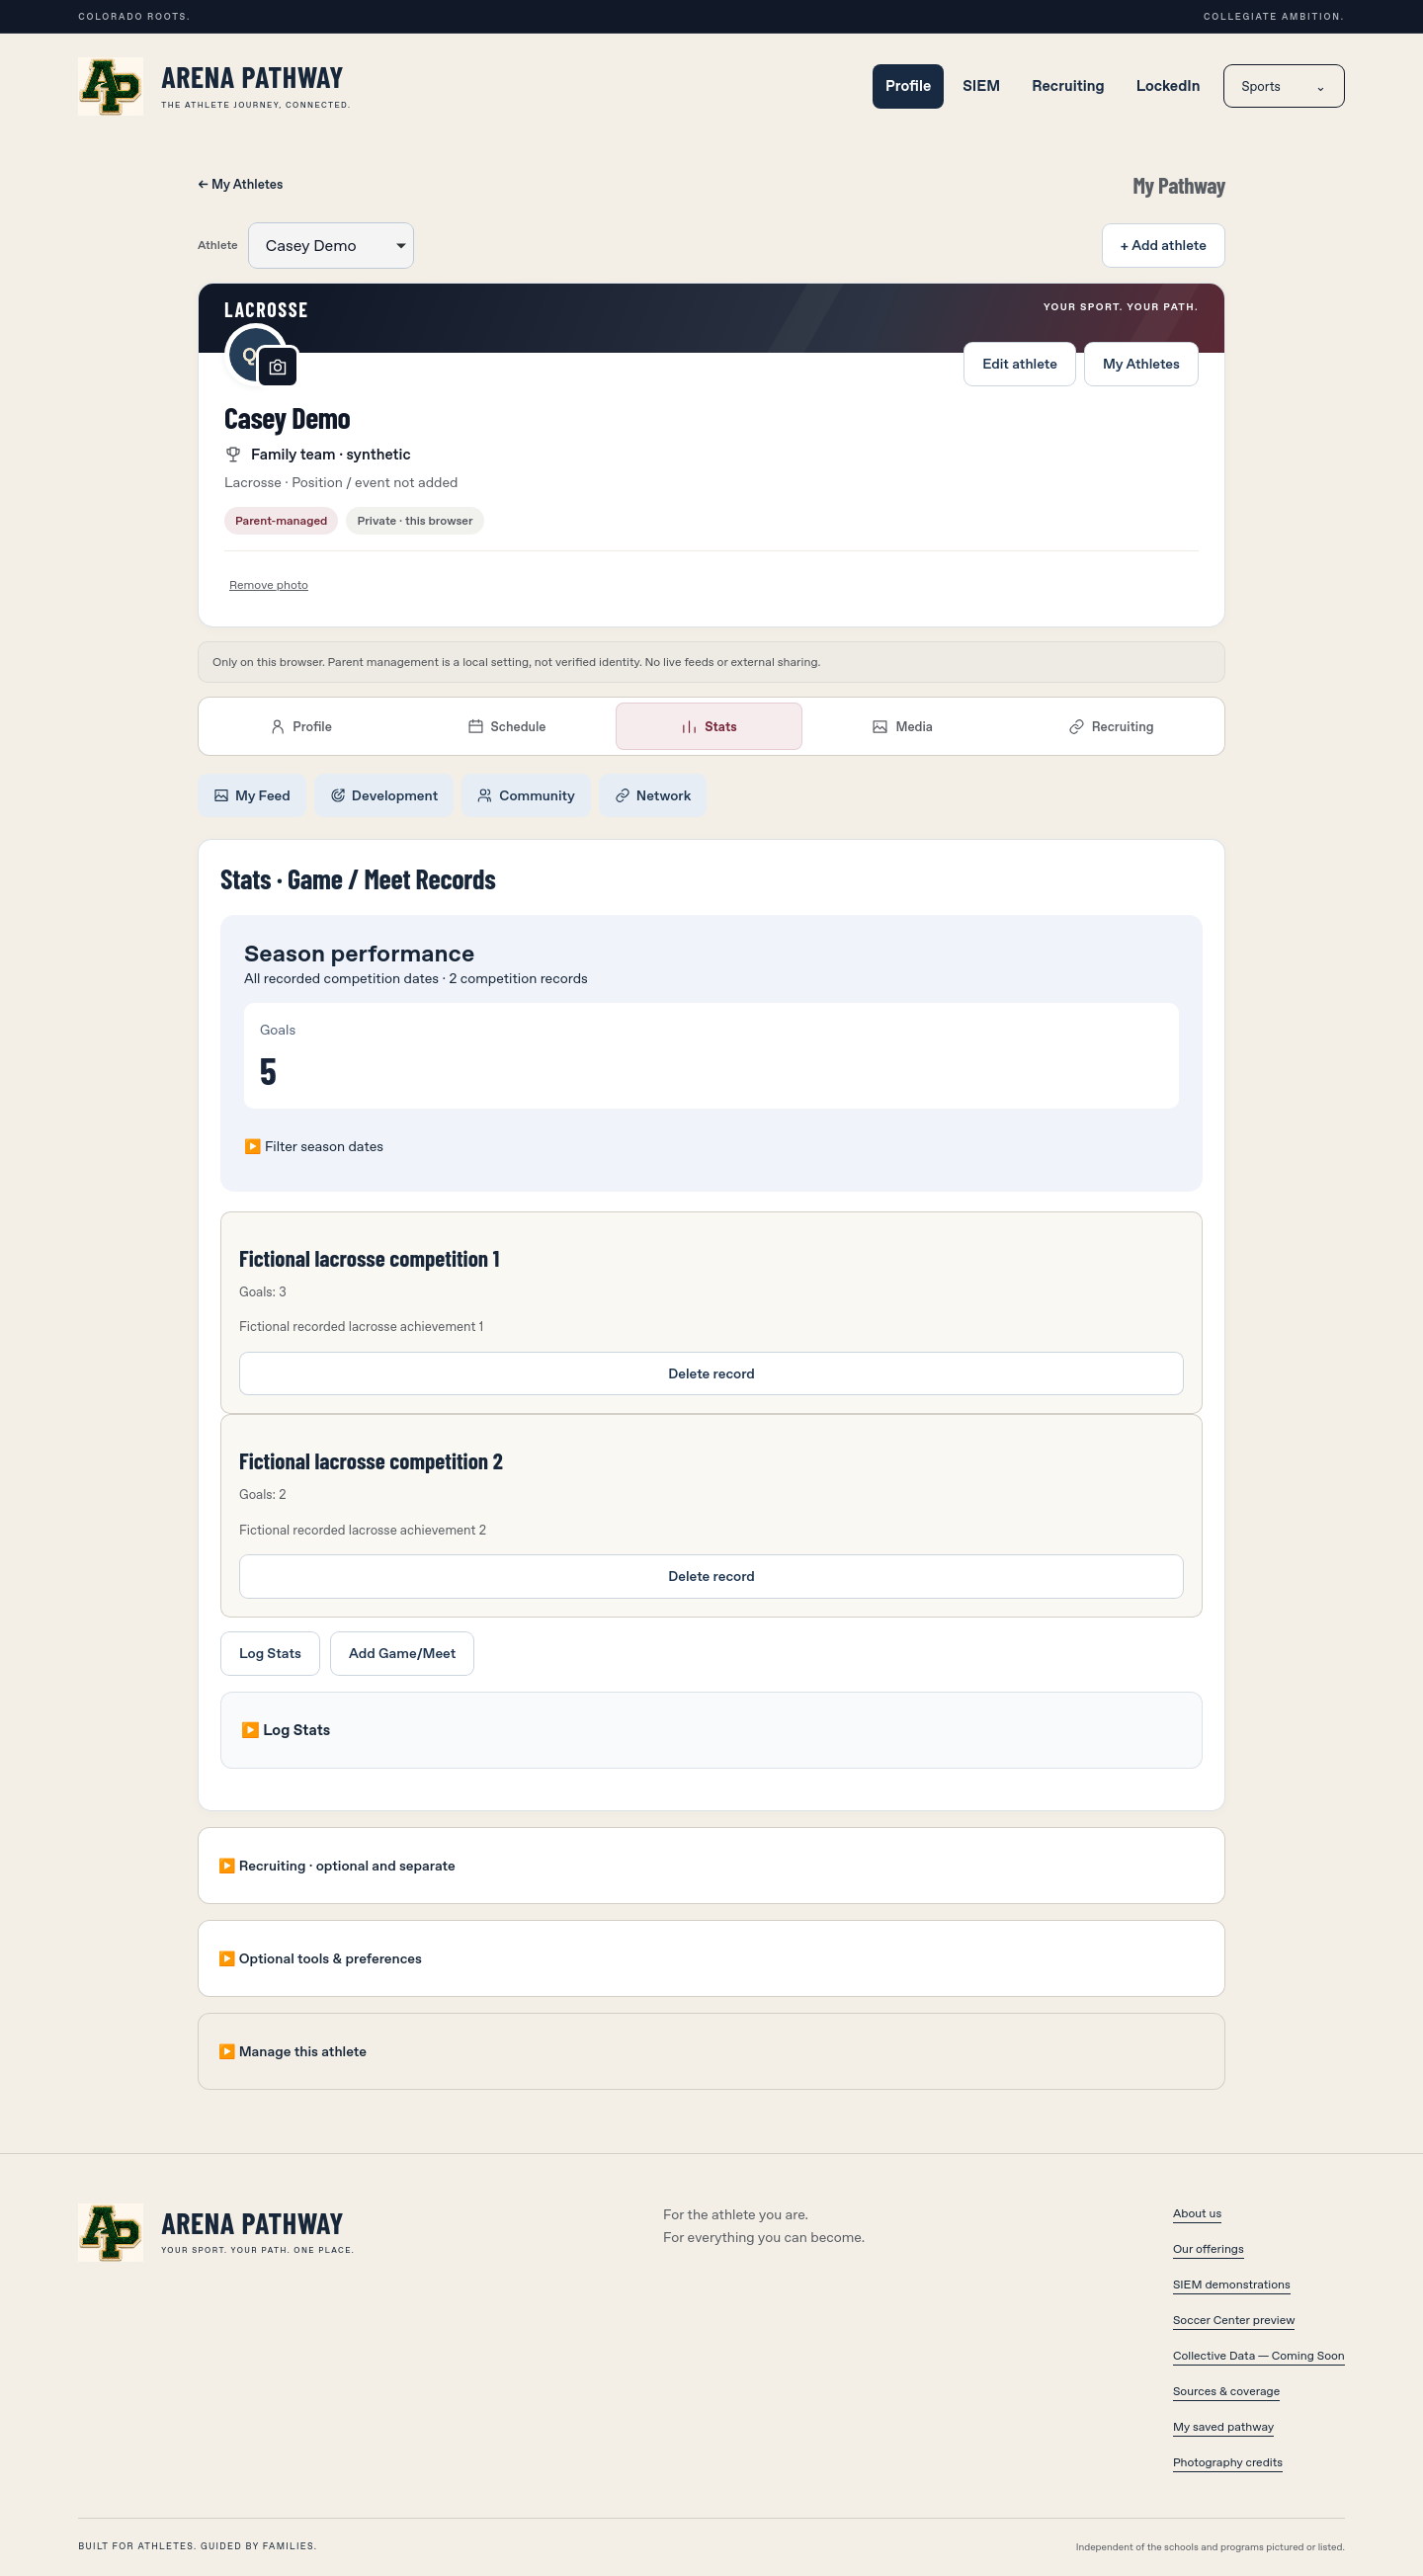 COLORADO ROOTS.
COLLEGIATE AMBITION.
AP
ARENA PATHWAY
THE ATHLETE JOURNEY, CONNECTED.
Profile
SIEM
Recruiting
LockedIn
Sports
← My Athletes
My Pathway
Athlete
Casey Demo
+ Add athlete
LACROSSE
YOUR SPORT. YOUR PATH.
Edit athlete
My Athletes
Casey Demo
Family team · synthetic
Lacrosse · Position / event not added
Parent-managed
Private · this browser
Remove photo
Only on this browser. Parent management is a local setting, not verified identity. No live feeds or external sharing.
Profile
Schedule
Stats
Media
Recruiting
My Feed
Development
Community
Network
Stats · Game / Meet Records
Season performance
All recorded competition dates · 2 competition records
Goals
5
▶ Filter season dates
Fictional lacrosse competition 1
Goals: 3
Fictional recorded lacrosse achievement 1
Delete record
Fictional lacrosse competition 2
Goals: 2
Fictional recorded lacrosse achievement 2
Delete record
Log Stats
Add Game/Meet
▶ Log Stats
▶ Recruiting · optional and separate
▶ Optional tools & preferences
▶ Manage this athlete
AP
ARENA PATHWAY
YOUR SPORT. YOUR PATH. ONE PLACE.
For the athlete you are.
For everything you can become.
About us
Our offerings
SIEM demonstrations
Soccer Center preview
Collective Data — Coming Soon
Sources & coverage
My saved pathway
Photography credits
BUILT FOR ATHLETES. GUIDED BY FAMILIES.
Independent of the schools and programs pictured or listed.